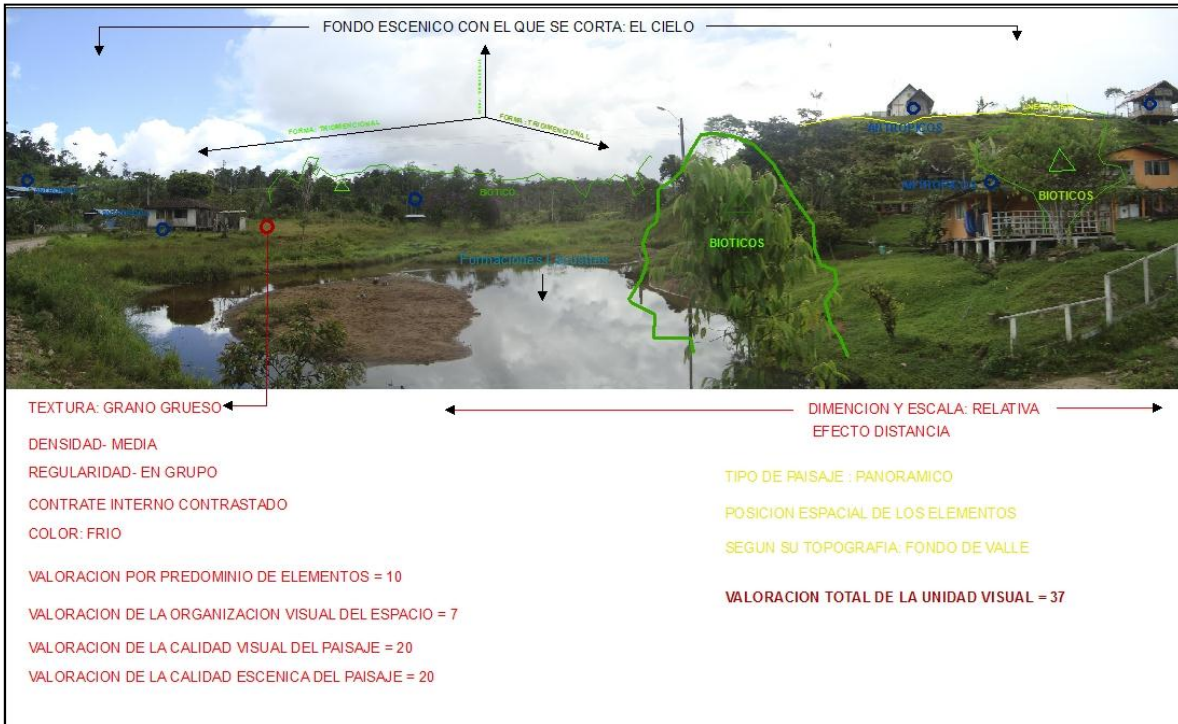 FONDO ESCENICO CON EL QUE SE CORTA: EL CIELO
FORMA: TRIDIMENCIONAL
FORMA: TRIDIMENCIONAL
ANTROPICOS
ANTROPICOS
BIOTICO
BIOTICOS
BIOTICOS
Formaciones Lacustres
TEXTURA: GRANO GRUESO
DENSIDAD- MEDIA
REGULARIDAD- EN GRUPO
CONTRATE INTERNO CONTRASTADO
COLOR: FRIO
VALORACION POR PREDOMINIO DE ELEMENTOS = 10
VALORACION DE LA ORGANIZACION VISUAL DEL ESPACIO = 7
VALORACION DE LA CALIDAD VISUAL DEL PAISAJE = 20
VALORACION DE LA CALIDAD ESCENICA DEL PAISAJE = 20
DIMENCION Y ESCALA: RELATIVA
EFECTO DISTANCIA
TIPO DE PAISAJE : PANORAMICO
POSICION ESPACIAL DE LOS ELEMENTOS
SEGUN SU TOPOGRAFIA: FONDO DE VALLE
VALORACION TOTAL DE LA UNIDAD VISUAL = 37